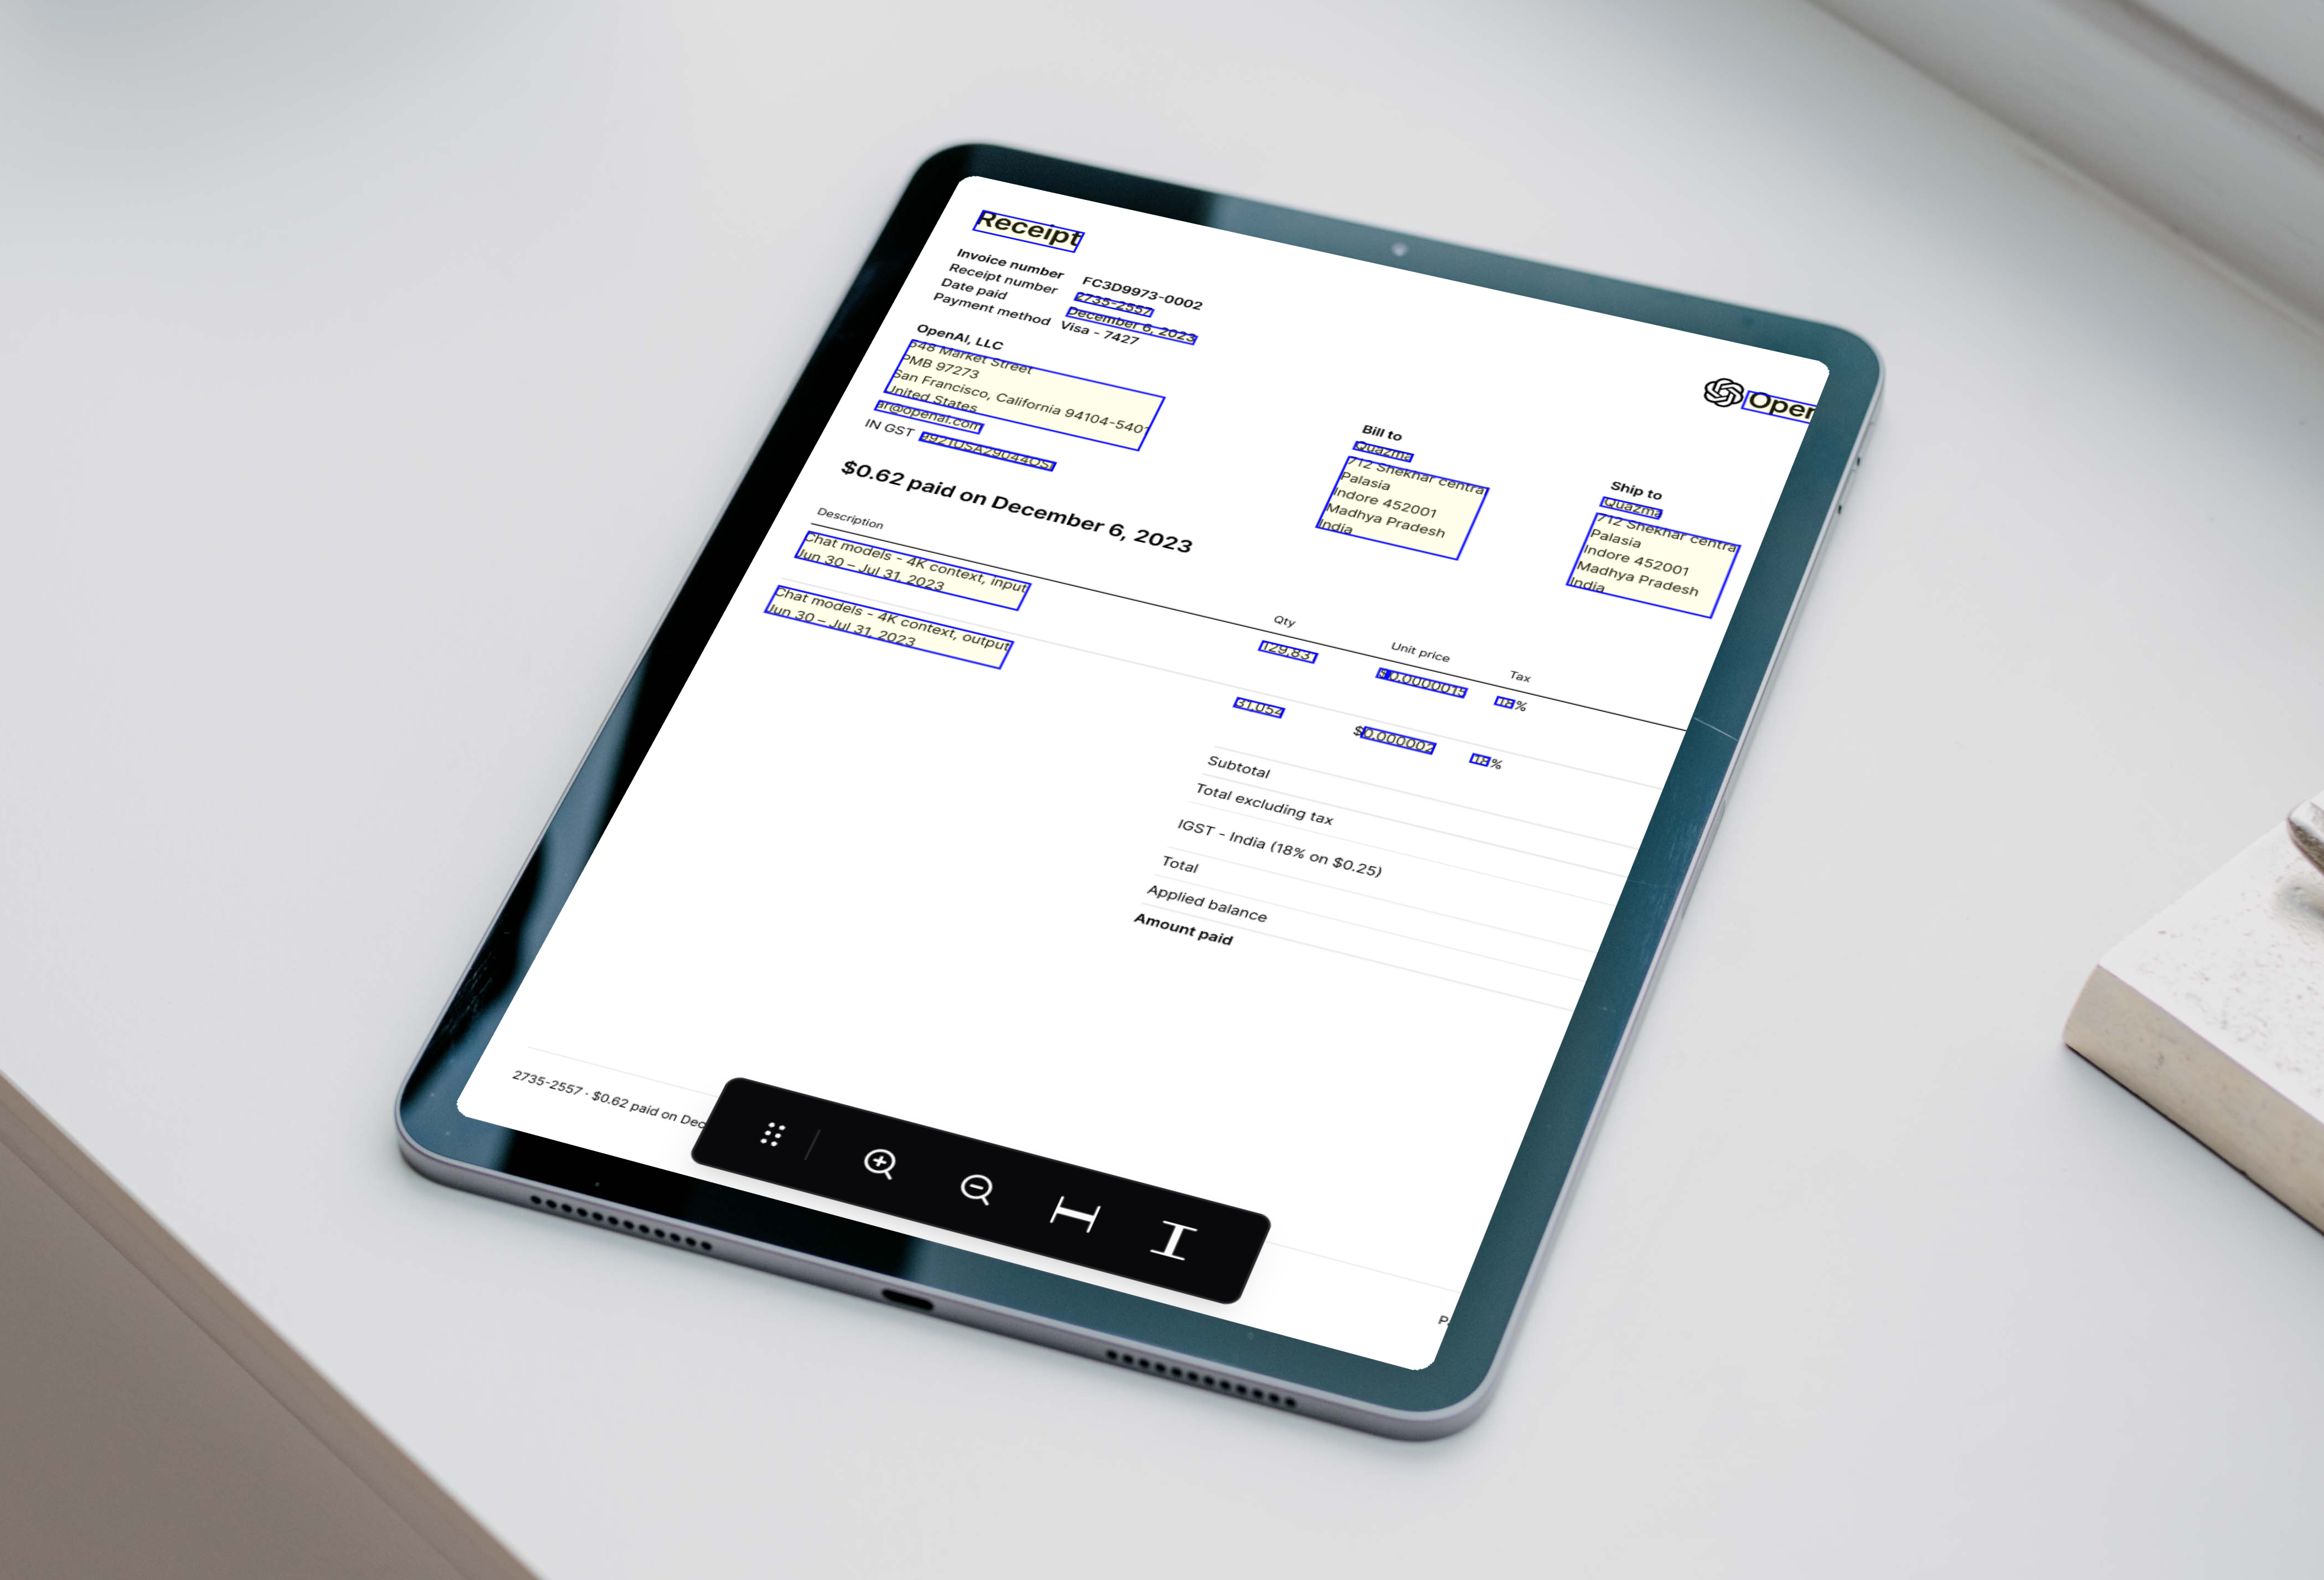 Receipt
Invoice number FC3D9973-0002
Receipt number 2735-2557
Date paid December 6, 2023
Payment method Visa - 7427
Open
OpenAI, LLC
548 Market Street
PMB 97273
San Francisco, California 94104-5401
United States
ar@openai.com
IN GST 9921USA29044OSI
Bill to
Quazma
712 Shekhar central
Palasia
Indore 452001
Madhya Pradesh
India
Ship to
Quazma
712 Shekhar central
Palasia
Indore 452001
Madhya Pradesh
India
$0.62 paid on December 6, 2023
Description Qty Unit price Tax
Chat models - 4K context, input 129,831 $0.0000015 18%
Jun 30 – Jul 31, 2023
Chat models - 4K context, output 31,054 $0.000002 18%
Jun 30 – Jul 31, 2023
Subtotal
Total excluding tax
IGST - India (18% on $0.25)
Total
Applied balance
Amount paid
2735-2557 · $0.62 paid on Dec